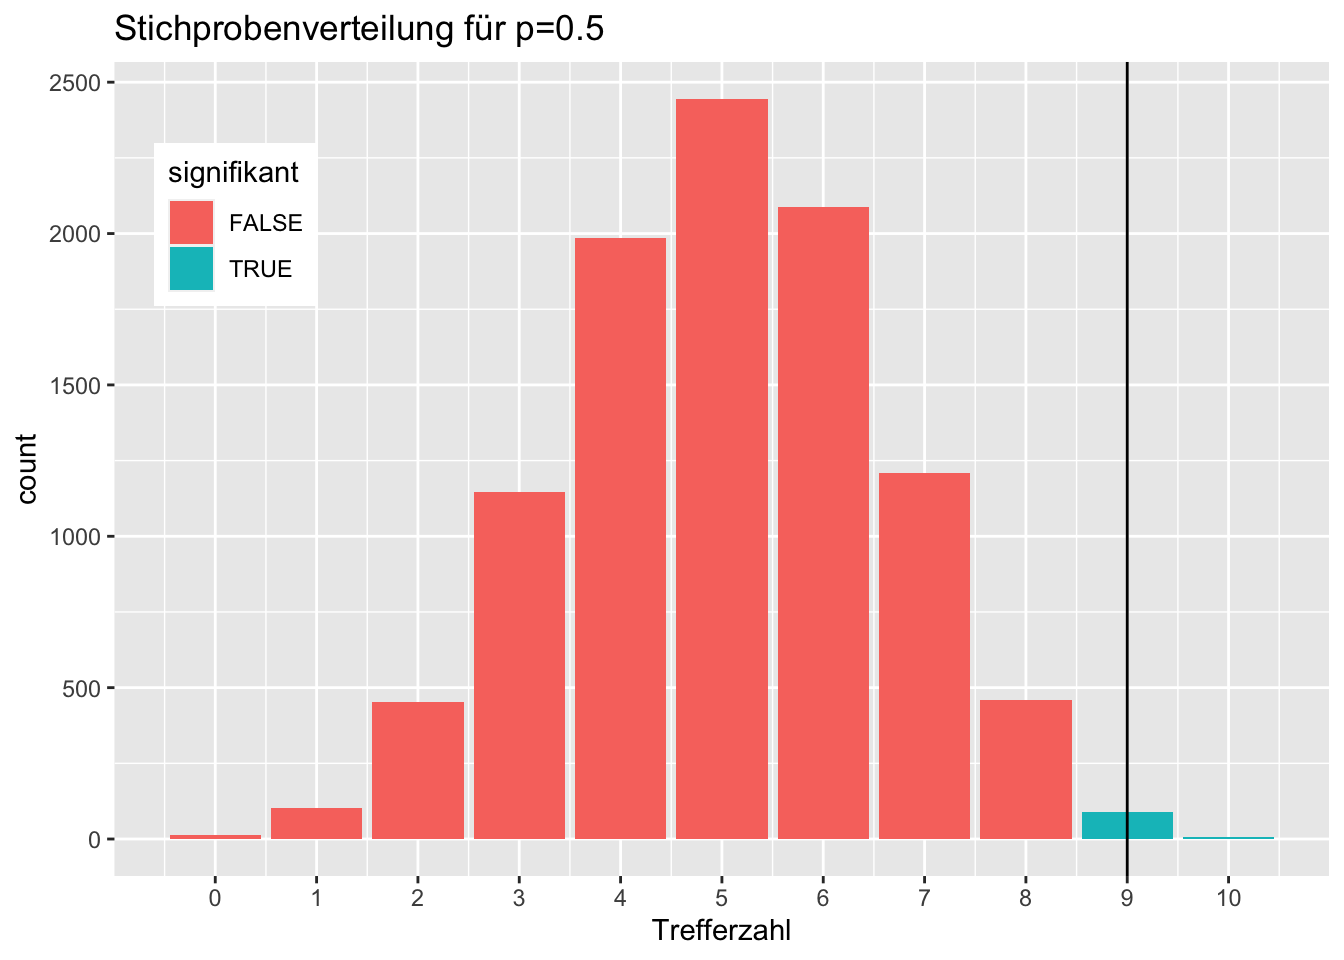 Stichprobenverteilung für p=0.5
2500
2000
1500
1000
500
0
count
signifikant
FALSE
TRUE
0 1 2 3 4 5 6 7 8 9 10
Trefferzahl